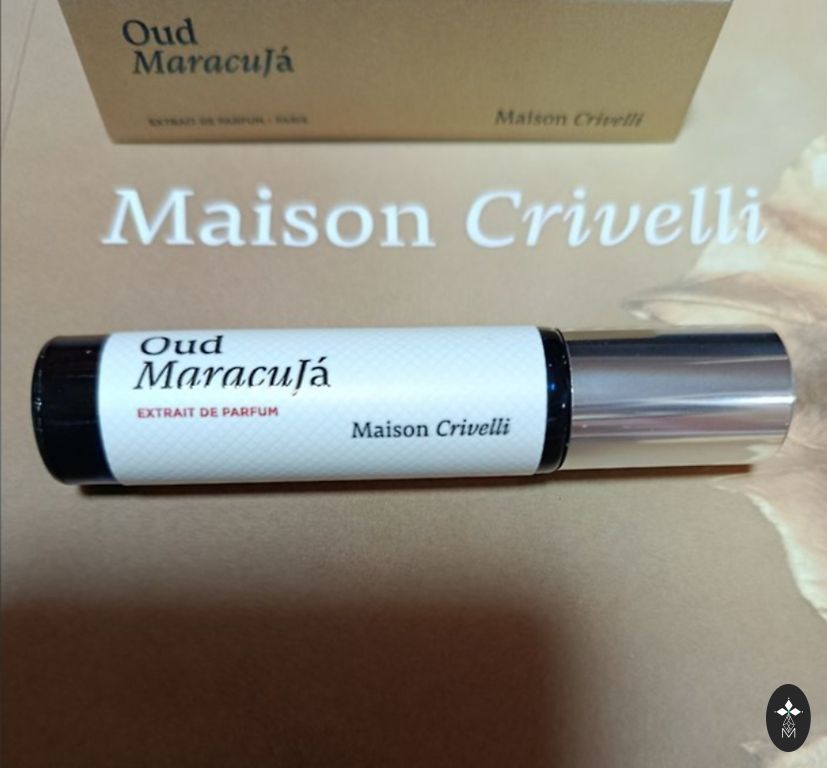 Oud
MaracuJá
EXTRAIT DE PARFUM - PARIS
Maison Crivelli
Maison Crivelli
Oud
MaracuJá
EXTRAIT DE PARFUM
Maison Crivelli
M